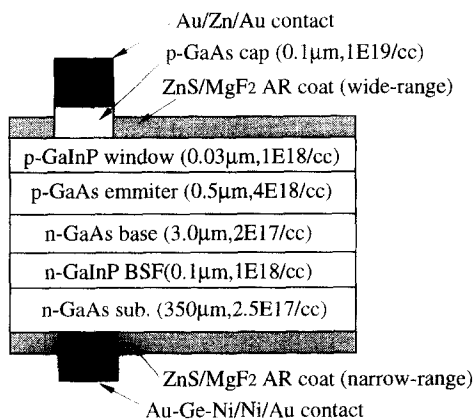 Au/Zn/Au contact
p-GaAs cap (0.1μm,1E19/cc)
ZnS/MgF2 AR coat (wide-range)
p-GaInP window (0.03μm,1E18/cc)
p-GaAs emmiter (0.5μm,4E18/cc)
n-GaAs base (3.0μm,2E17/cc)
n-GaInP BSF(0.1μm,1E18/cc)
n-GaAs sub. (350μm,2.5E17/cc)
ZnS/MgF2 AR coat (narrow-range)
Au-Ge-Ni/Ni/Au contact